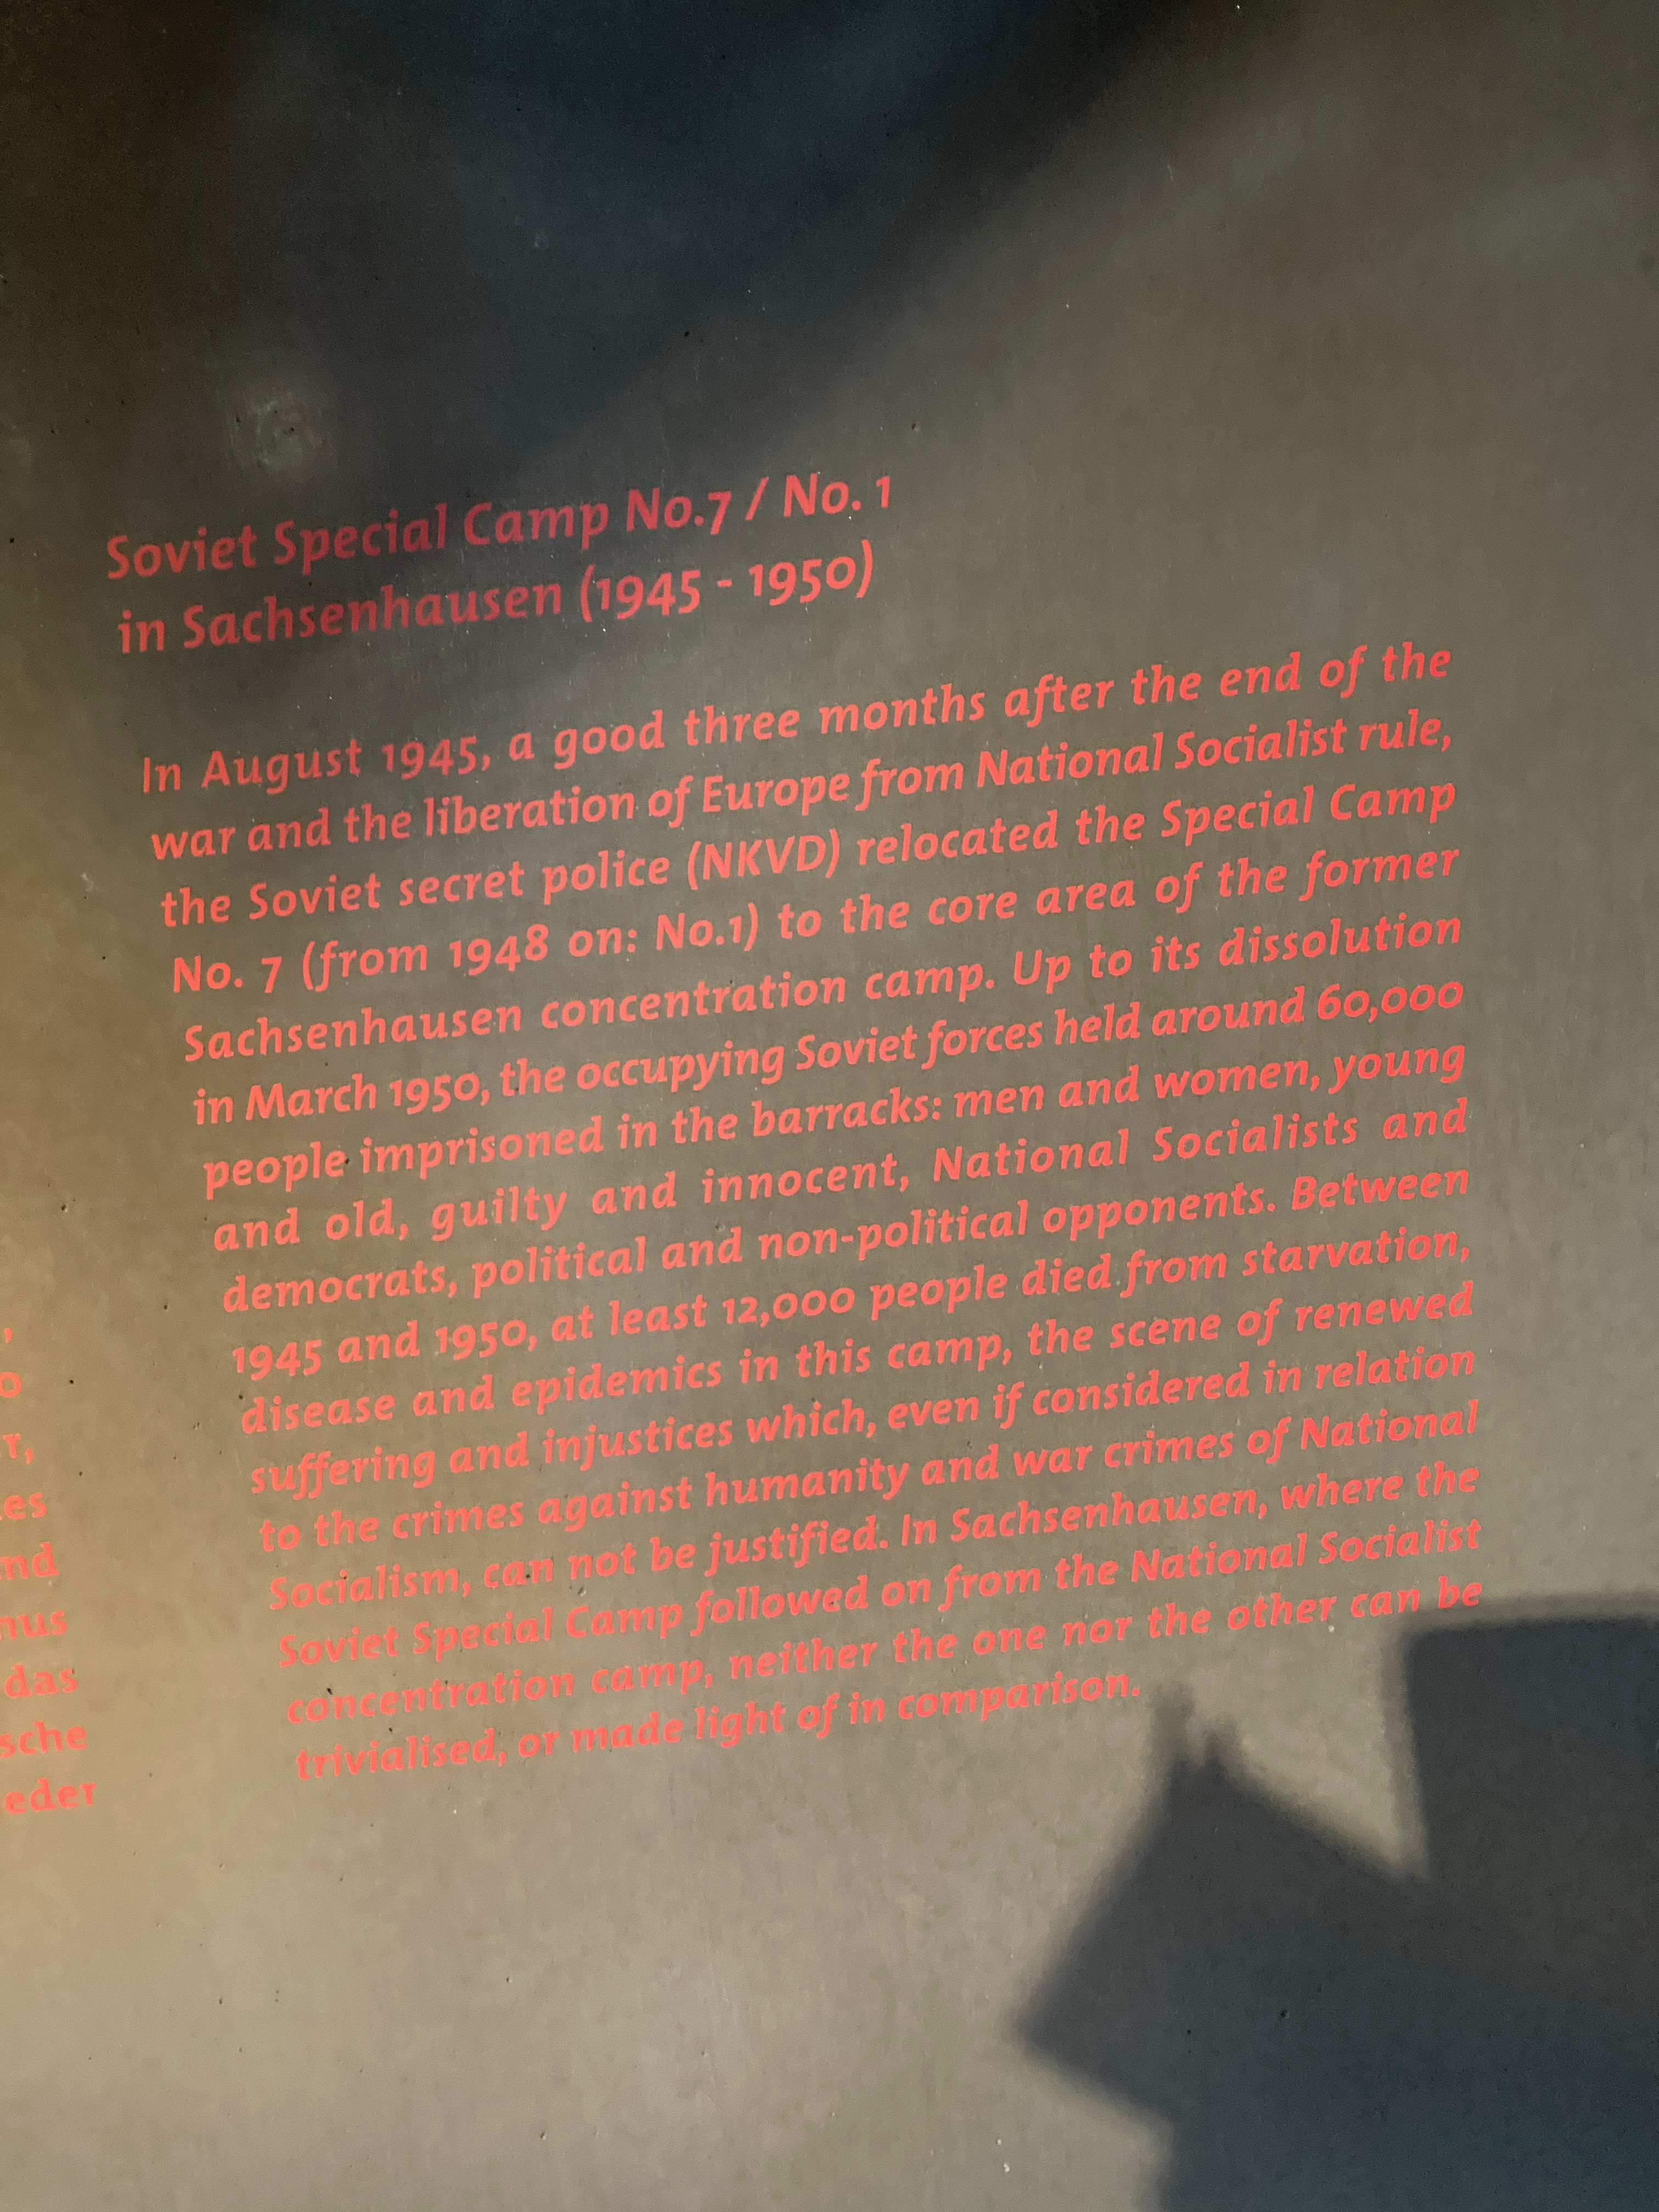 Soviet Special Camp No.7 / No. 1
in Sachsenhausen (1945 - 1950)
In August 1945, a good three months after the end of the
war and the liberation of Europe from National Socialist rule,
the Soviet secret police (NKVD) relocated the Special Camp
No. 7 (from 1948 on: No.1) to the core area of the former
Sachsenhausen concentration camp. Up to its dissolution
in March 1950, the occupying Soviet forces held around 60,000
people imprisoned in the barracks: men and women, young
and old, guilty and innocent, National Socialists and
democrats, political and non-political opponents. Between
1945 and 1950, at least 12,000 people died from starvation,
disease and epidemics in this camp, the scene of renewed
suffering and injustices which, even if considered in relation
to the crimes against humanity and war crimes of National
Socialism, can not be justified. In Sachsenhausen, where the
Soviet Special Camp followed on from the National Socialist
concentration camp, neither the one nor the other can be
trivialised, or made light of in comparison.
das